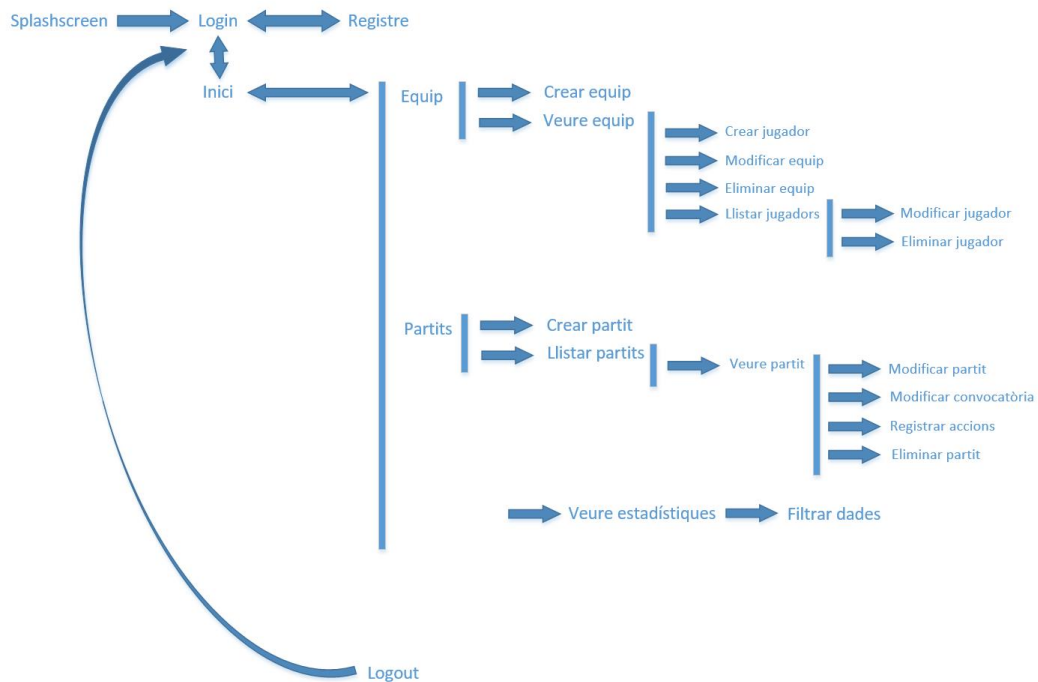 Splashscreen
Login
Registre
Inici
Equip
Crear equip
Veure equip
Crear jugador
Modificar equip
Eliminar equip
Llistar jugadors
Modificar jugador
Eliminar jugador
Partits
Crear partit
Llistar partits
Veure partit
Modificar partit
Modificar convocatòria
Registrar accions
Eliminar partit
Veure estadístiques
Filtrar dades
Logout